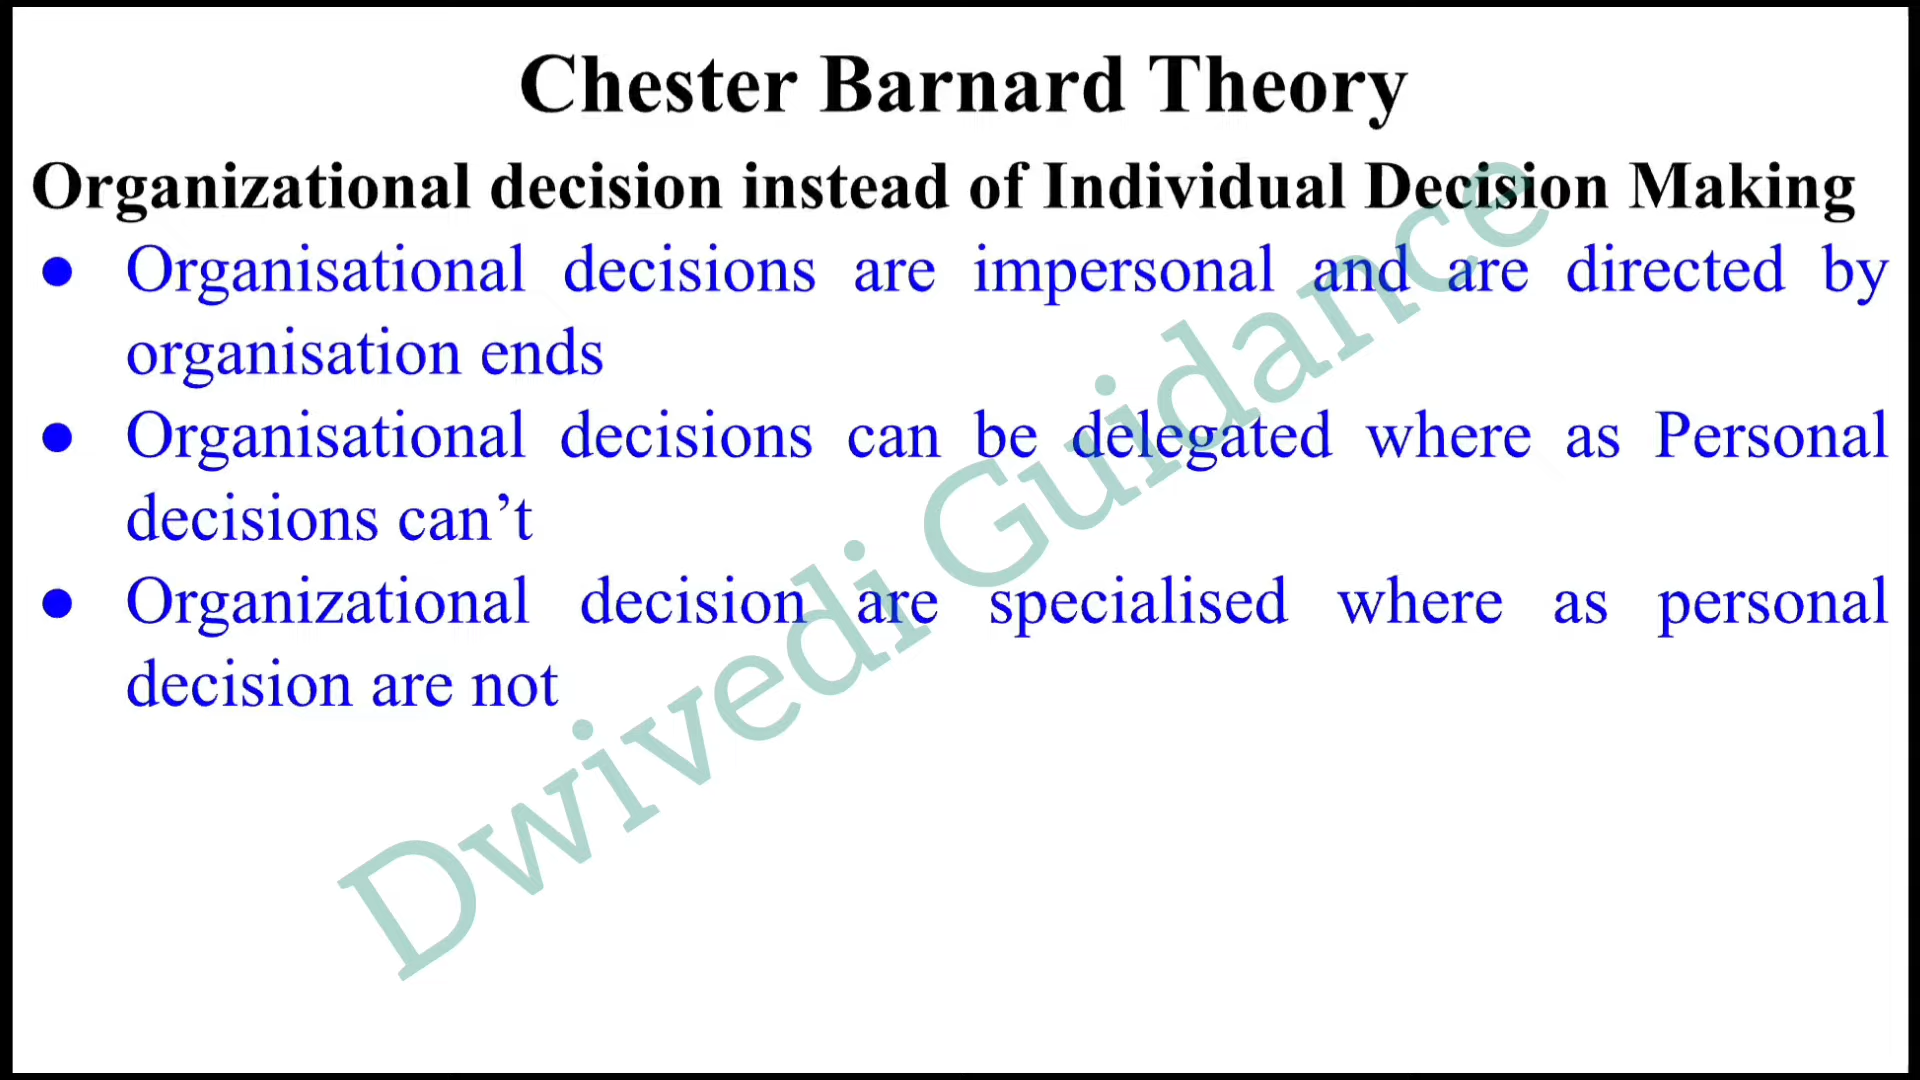 Chester Barnard Theory
Organizational decision instead of Individual Decision Making
● Organisational decisions are impersonal and are directed by
organisation ends
● Organisational decisions can be delegated where as Personal
decisions can’t
● Organizational decision are specialised where as personal
decision are not
Dwivedi Guidance